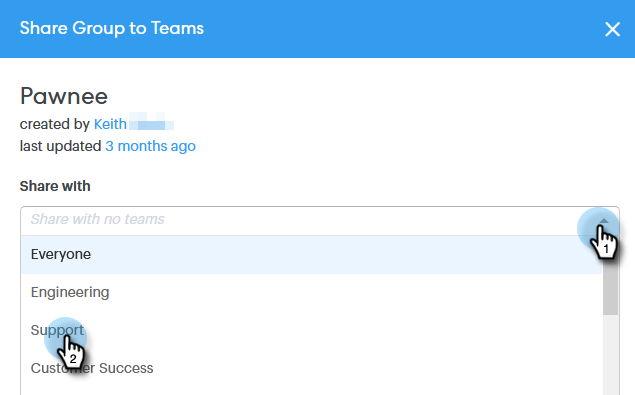 Share Group to Teams
Pawnee
created by Keith
last updated 3 months ago
Share with
Share with no teams
1
Everyone
Engineering
Support
2
Customer Success